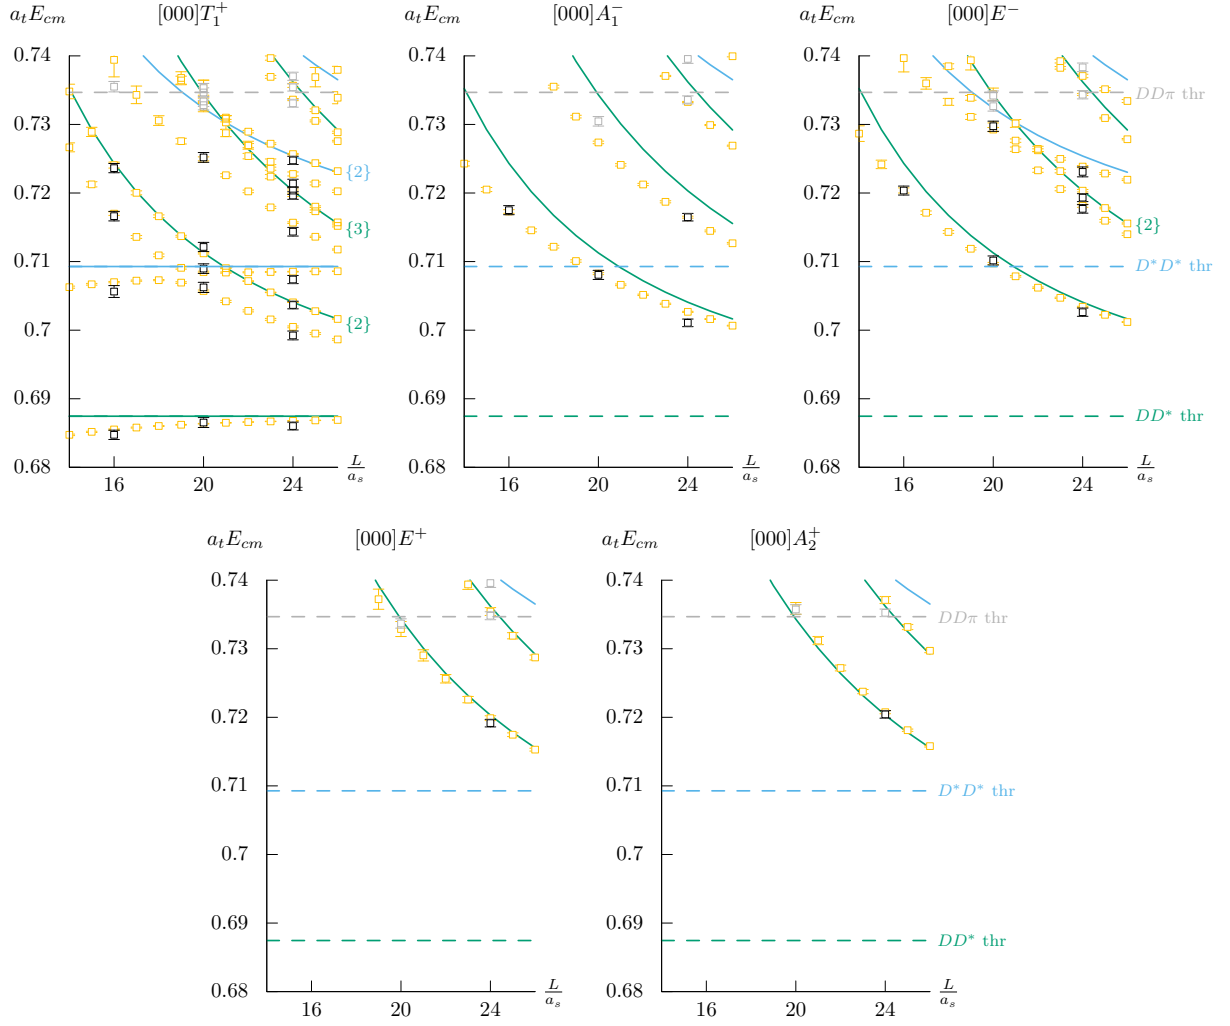 a_tE_cm [000]T_1^+ a_tE_cm [000]A_1^- a_tE_cm [000]E^-
0.74 0.74 0.74
DDπ thr
0.73 0.73 0.73
{2}
0.72 0.72 0.72
{3} {2}
0.71 0.71 0.71
D*D* thr
0.7 0.7 0.7
{2}
0.69 0.69 0.69
DD* thr
0.68 0.68 0.68
16 20 24 L/a_s 16 20 24 L/a_s 16 20 24 L/a_s
a_tE_cm [000]E^+ a_tE_cm [000]A_2^+
0.74 0.74
DDπ thr
0.73 0.73
0.72 0.72
0.71 0.71
D*D* thr
0.7 0.7
0.69 0.69
DD* thr
0.68 0.68
16 20 24 L/a_s 16 20 24 L/a_s